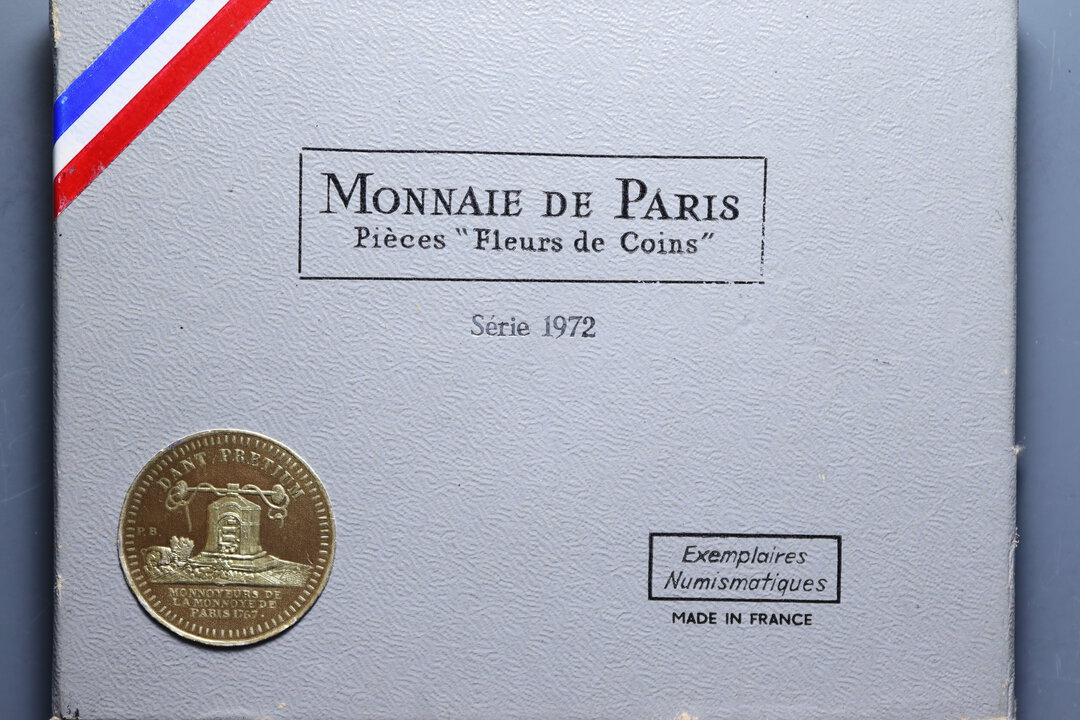 MONNAIE DE PARIS
Pièces "Fleurs de Coins"
Série 1972
DANT PRETIUM
P.B.
MONNOYEURS DE
LA MONNOYE DE
PARIS 1767
Exemplaires
Numismatiques
MADE IN FRANCE